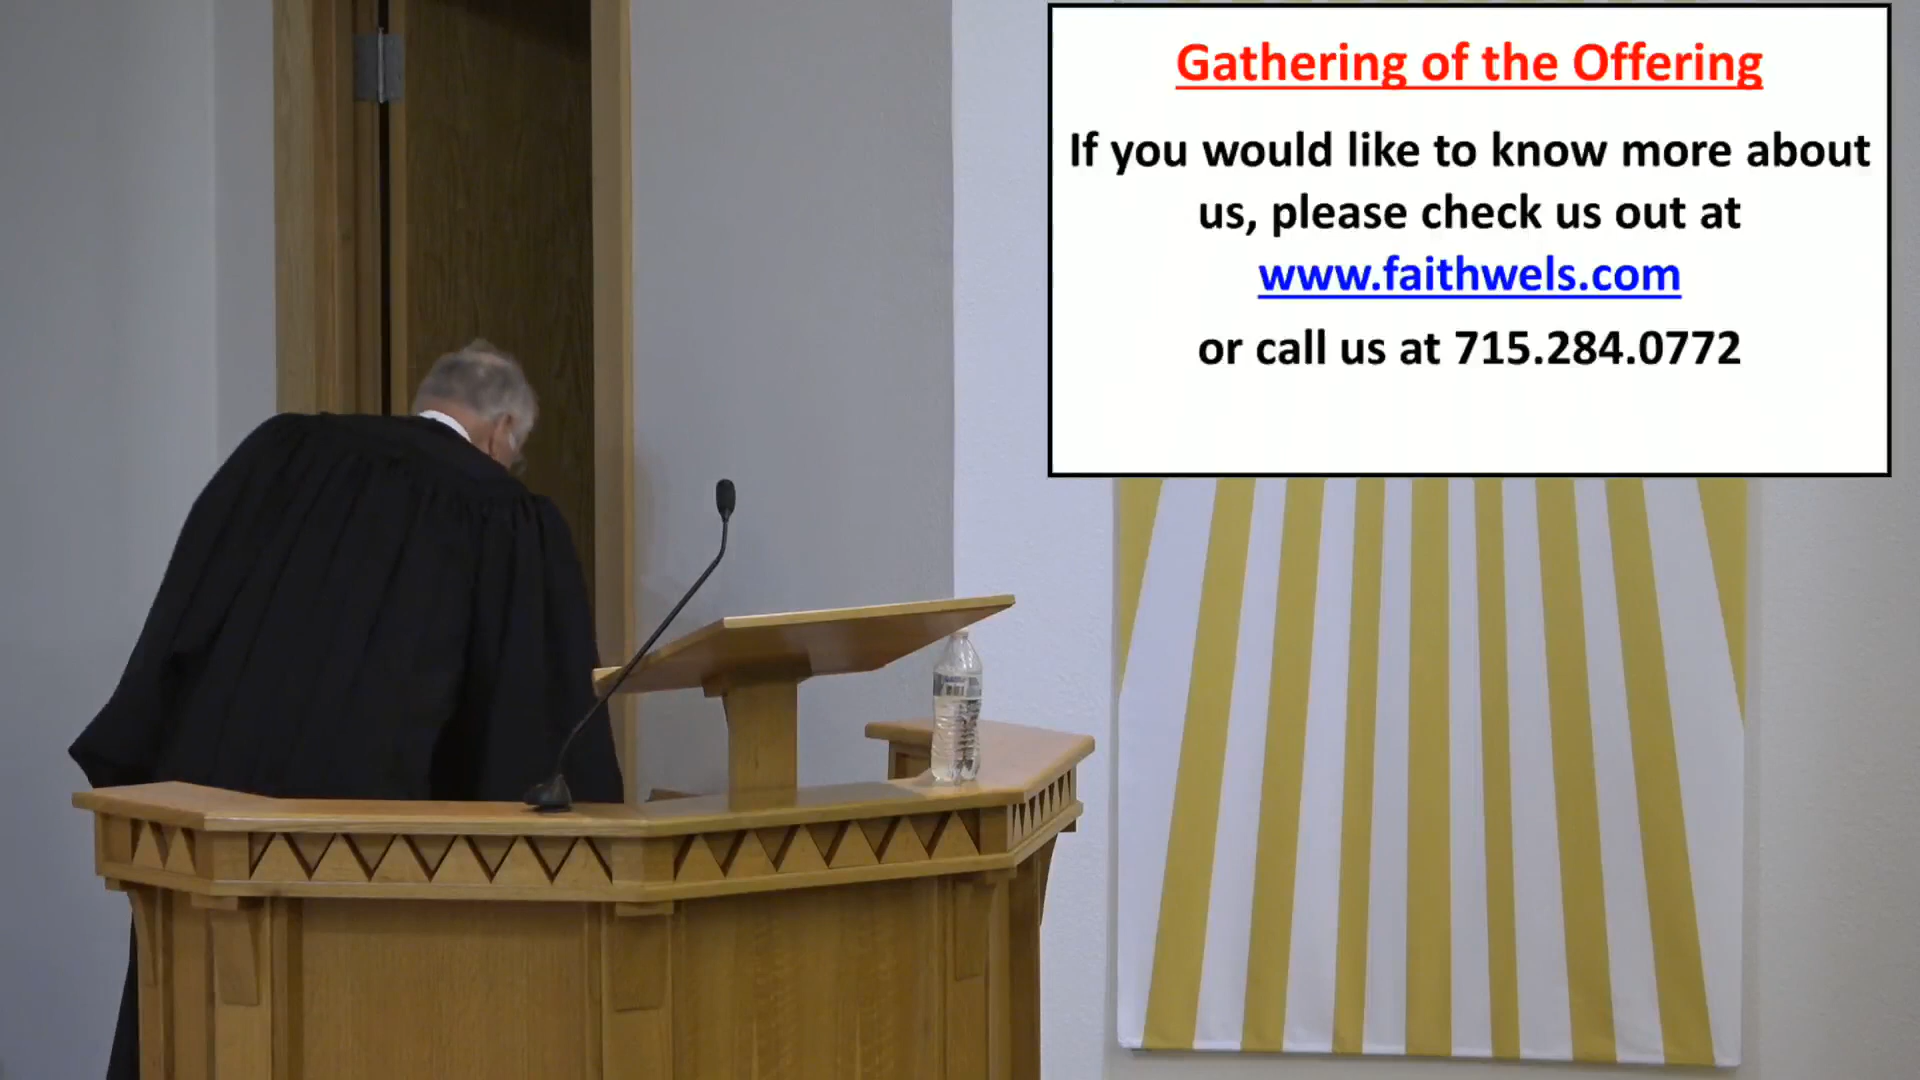 Gathering of the Offering
If you would like to know more about
us, please check us out at
www.faithwels.com
or call us at 715.284.0772